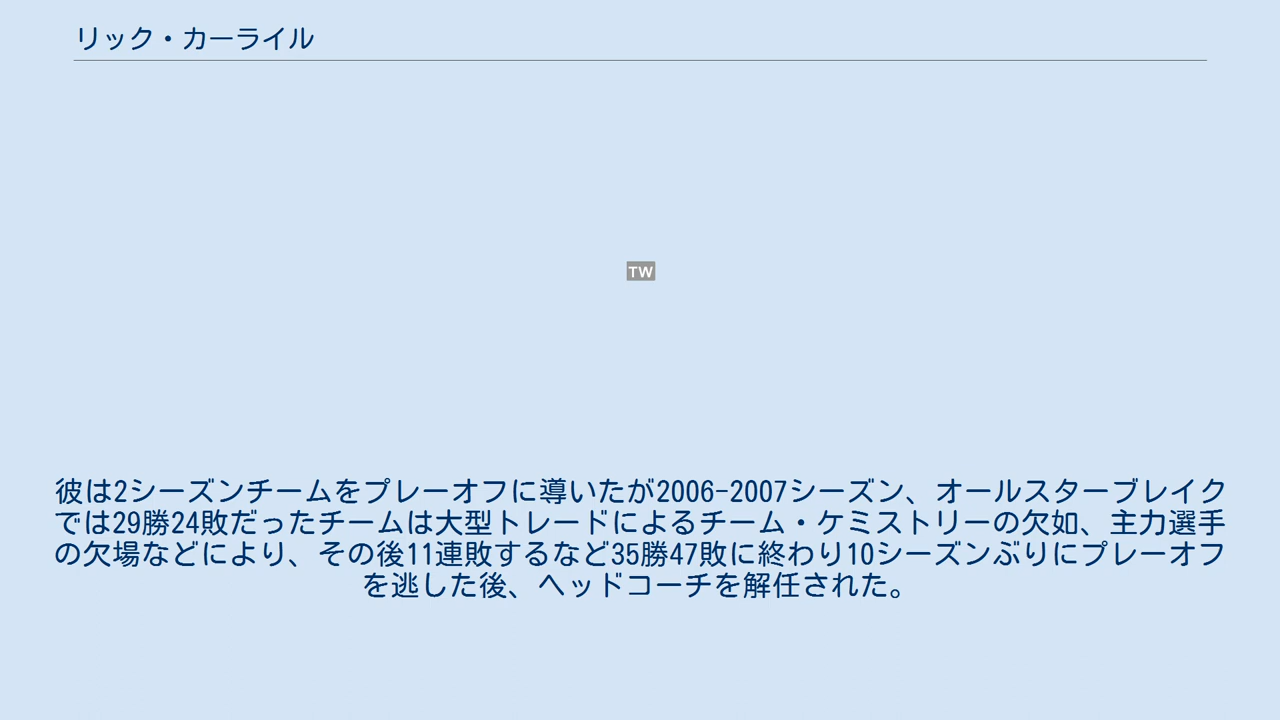 リック・カーライル
TW
彼は2シーズンチームをプレーオフに導いたが2006-2007シーズン、オールスターブレイク
では29勝24敗だったチームは大型トレードによるチーム・ケミストリーの欠如、主力選手
の欠場などにより、その後11連敗するなど35勝47敗に終わり10シーズンぶりにプレーオフ
を逃した後、ヘッドコーチを解任された。